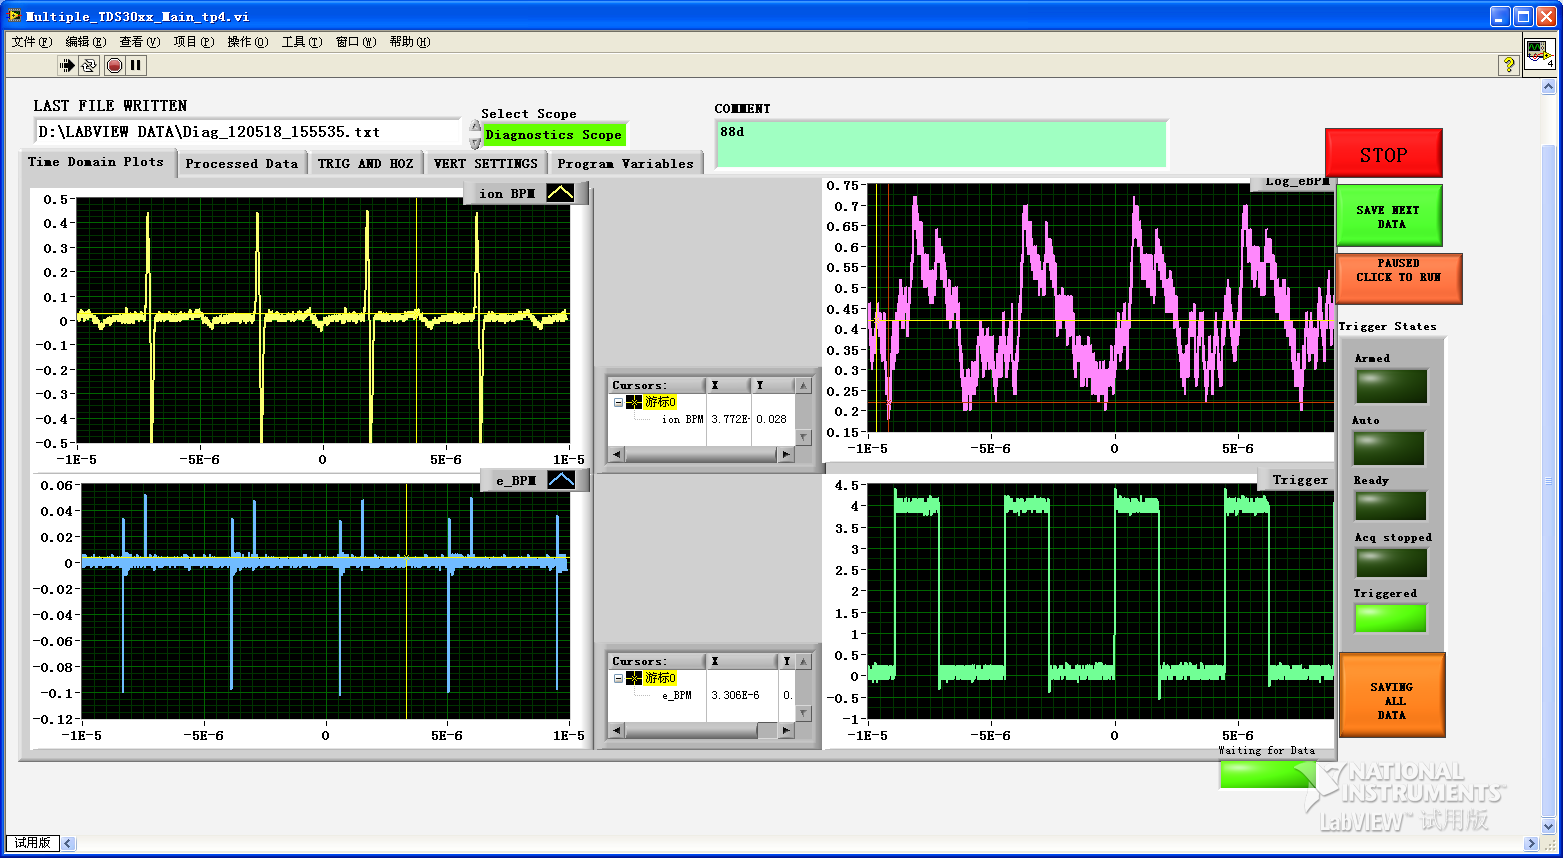 Multiple_TDS30xx_Main_tp4.vi
文件(F) 编辑(E) 查看(V) 项目(P) 操作(O) 工具(T) 窗口(W) 帮助(H)
?
4
LAST FILE WRITTEN
D:\LABVIEW DATA\Diag_120518_155535.txt
Select Scope
Diagnostics Scope
COMMENT
88d
STOP
SAVE NEXT
DATA
PAUSED
CLICK TO RUN
Time Domain Plots Processed Data TRIG AND HOZ VERT SETTINGS Program Variables
ion BPM
0.5
0.4
0.3
0.2
0.1
0
-0.1
-0.2
-0.3
-0.4
-0.5
-1E-5 -5E-6 0 5E-6 1E-5
Cursors: X Y
游标0
ion BPM 3.772E- 0.028
Log_eBPM
0.75
0.7
0.65
0.6
0.55
0.5
0.45
0.4
0.35
0.3
0.25
0.2
0.15
-1E-5 -5E-6 0 5E-6
e_BPM
0.06
0.04
0.02
0
-0.02
-0.04
-0.06
-0.08
-0.1
-0.12
-1E-5 -5E-6 0 5E-6 1E-5
Cursors: X Y
游标0
e_BPM 3.306E-6 0.
Trigger
4.5
4
3.5
3
2.5
2
1.5
1
0.5
0
-0.5
-1
-1E-5 -5E-6 0 5E-6
Trigger States
Armed
Auto
Ready
Acq stopped
Triggered
SAVING
ALL
DATA
Waiting for Data
NATIONAL
INSTRUMENTS™
LabVIEW™ 试用版
试用版